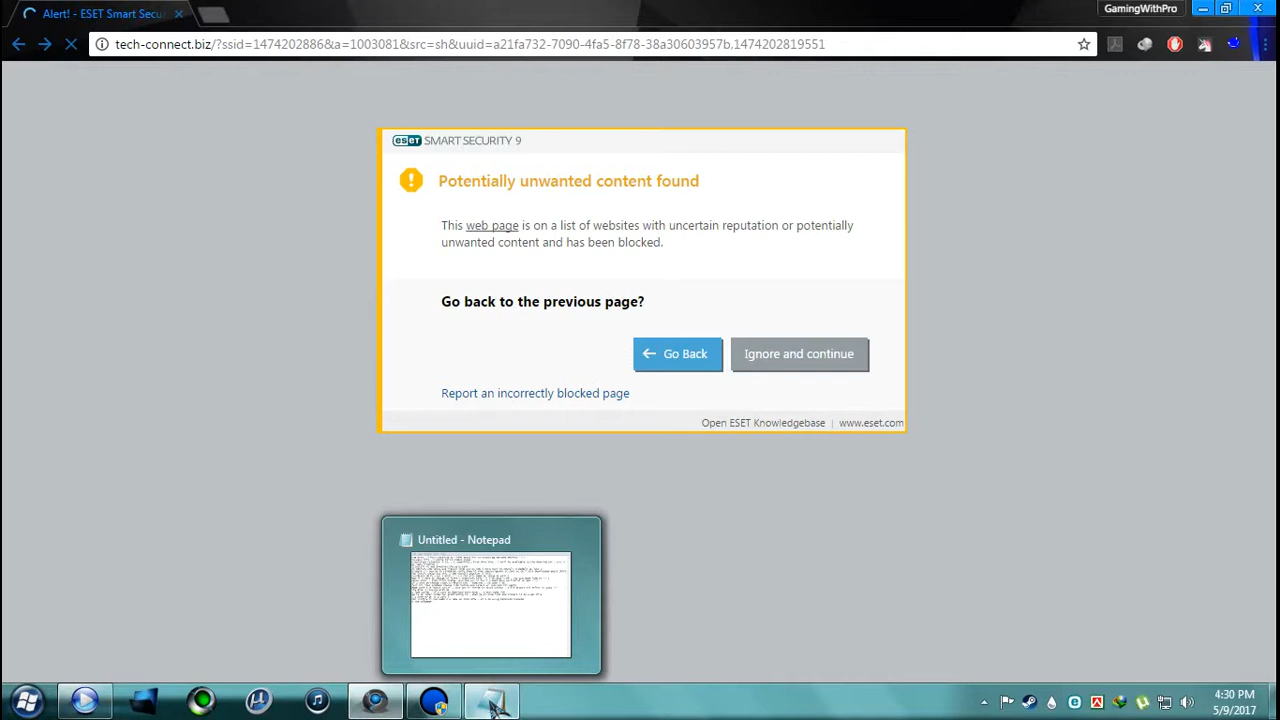 Alert! - ESET Smart Secu
GamingWithPro
tech-connect.biz/?ssid=1474202886&a=1003081&src=sh&uuid=a21fa732-7090-4fa5-8f78-38a30603957b,1474202819551
eset SMART SECURITY 9
Potentially unwanted content found
This web page is on a list of websites with uncertain reputation or potentially
unwanted content and has been blocked.
Go back to the previous page?
Go Back
Ignore and continue
Report an incorrectly blocked page
Open ESET Knowledgebase | www.eset.com
Untitled - Notepad
4:30 PM
5/9/2017